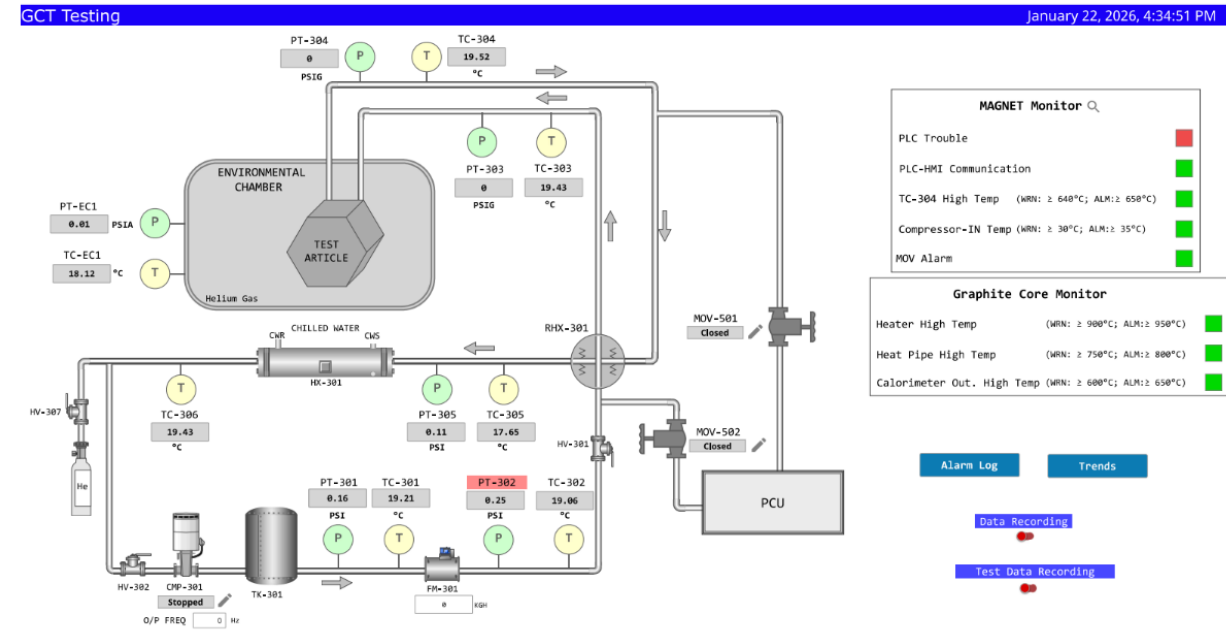 GCT Testing
January 22, 2026, 4:34:51 PM
PT-304
0
PSIG
P
T
TC-304
19.52
°C
P
PT-303
0
PSIG
T
TC-303
19.43
°C
ENVIRONMENTAL
CHAMBER
TEST
ARTICLE
Helium Gas
PT-EC1
0.01 PSIA
P
TC-EC1
18.12 °C
T
MAGNET Monitor
PLC Trouble
PLC-HMI Communication
TC-304 High Temp (WRN: ≥ 640°C; ALM:≥ 650°C)
Compressor-IN Temp (WRN: ≥ 30°C; ALM:≥ 35°C)
MOV Alarm
Graphite Core Monitor
Heater High Temp (WRN: ≥ 900°C; ALM:≥ 950°C)
Heat Pipe High Temp (WRN: ≥ 750°C; ALM:≥ 800°C)
Calorimeter Out. High Temp (WRN: ≥ 600°C; ALM:≥ 650°C)
MOV-501
Closed
RHX-301
CHILLED WATER
CWR
CWS
HX-301
T
TC-306
19.43
°C
P
PT-305
0.11
PSI
T
TC-305
17.65
°C
HV-307
He
HV-301
MOV-502
Closed
PCU
Alarm Log
Trends
Data Recording
Test Data Recording
PT-301
0.16
PSI
P
TC-301
19.21
°C
T
PT-302
0.25
PSI
P
TC-302
19.06
°C
T
HV-302
CMP-301
Stopped
O/P FREQ 0 Hz
TK-301
FM-301
0 KGH